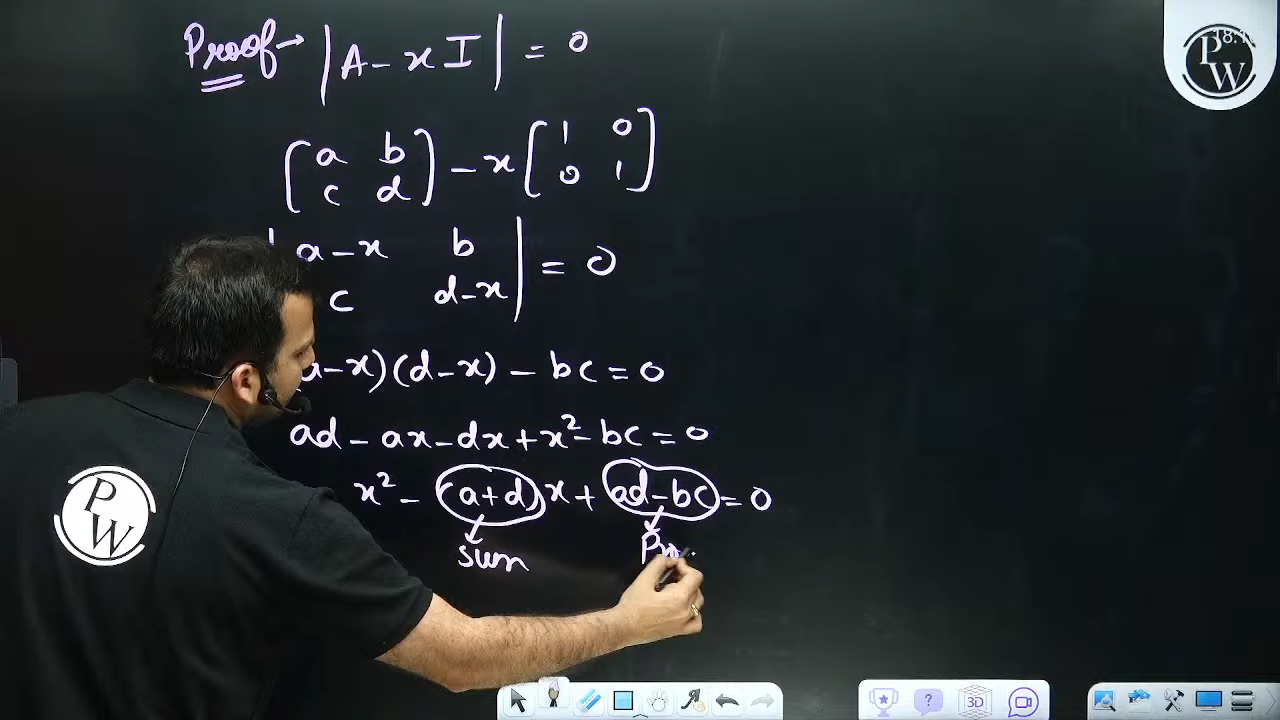 Proof → |A - xI| = 0
[a b
c d] - x [1 0
0 1]
|a - x b
c d - x| = 0
a - x)(d - x) - bc = 0
ad - ax - dx + x² - bc = 0
x² - (a + d)x + ad - bc = 0
sum
P
W
P
W
3D